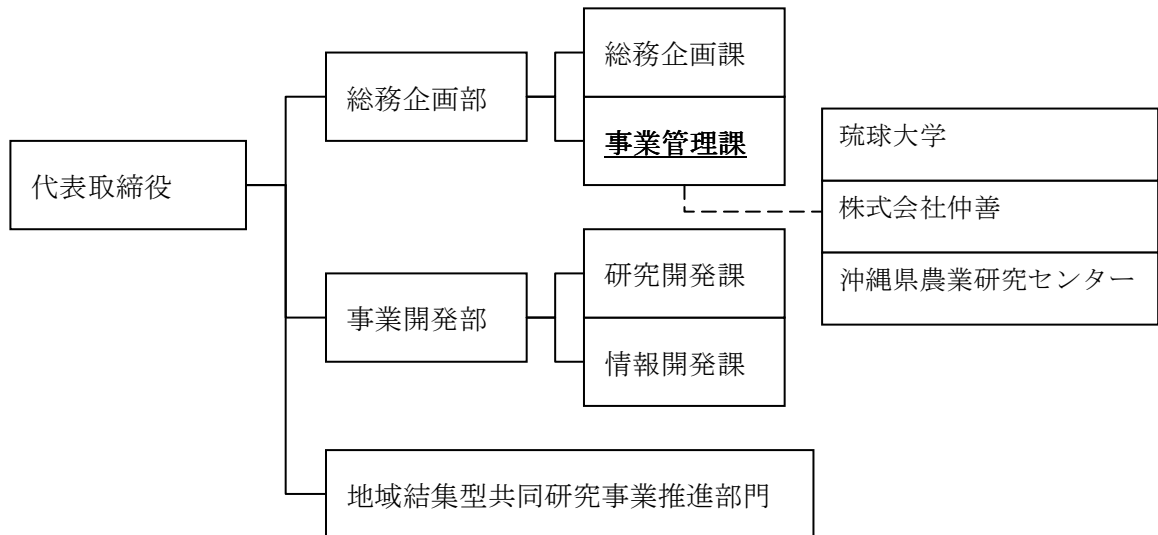 代表取締役
総務企画部
総務企画課
事業管理課
琉球大学
株式会社仲善
沖縄県農業研究センター
事業開発部
研究開発課
情報開発課
地域結集型共同研究事業推進部門